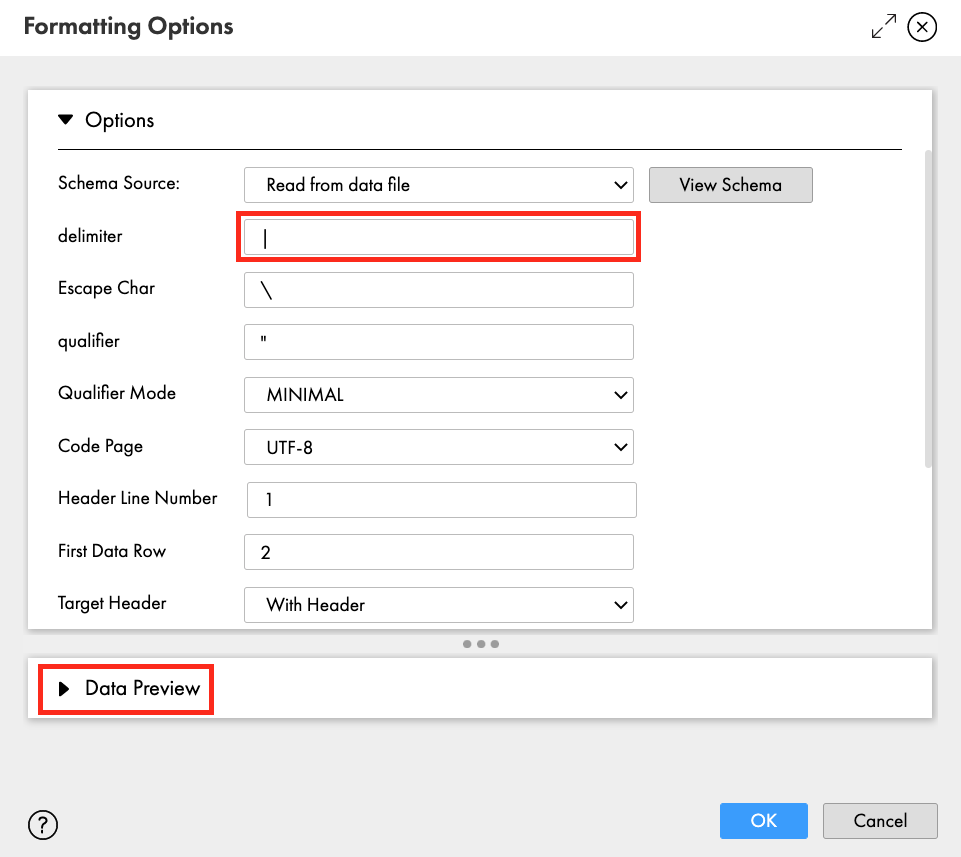 Formatting Options
Options
Schema Source: Read from data file View Schema
delimiter |
Escape Char \
qualifier "
Qualifier Mode MINIMAL
Code Page UTF-8
Header Line Number 1
First Data Row 2
Target Header With Header
Data Preview
? OK Cancel